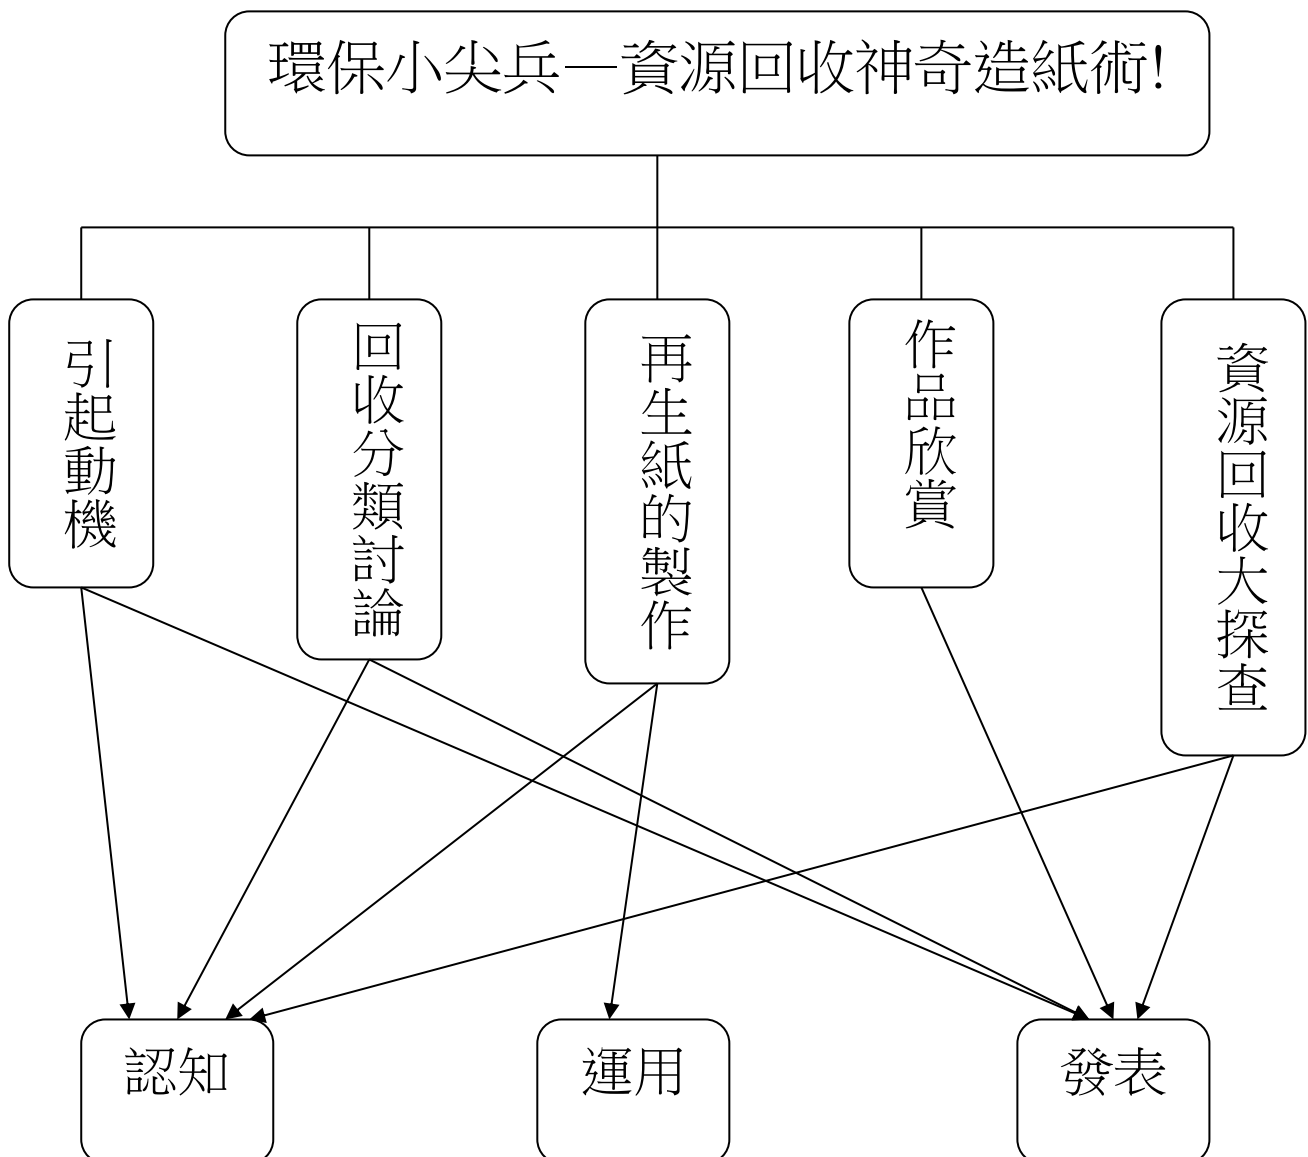 環保小尖兵—資源回收神奇造紙術!
引起動機
回收分類討論
再生紙的製作
作品欣賞
資源回收大探查
認知
運用
發表